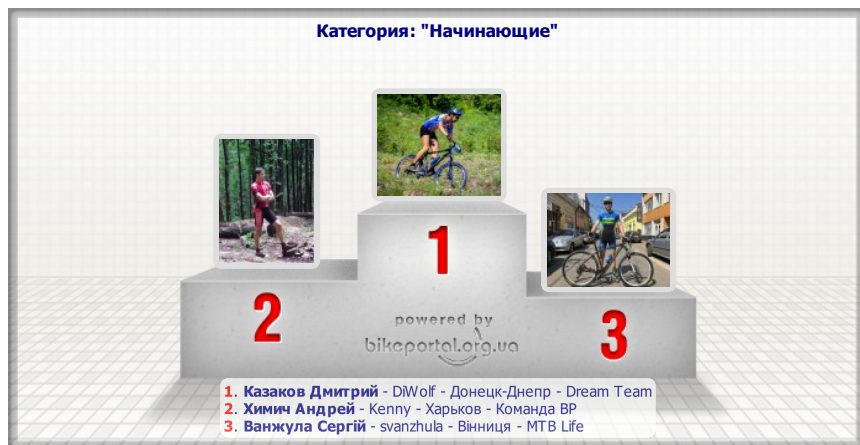 Категория: "Начинающие"
1
2
3
powered by
bikeportal.org.ua
1. Казаков Дмитрий - DiWolf - Донецк-Днепр - Dream Team
2. Химич Андрей - Kenny - Харьков - Команда BP
3. Ванжула Сергій - svanzhula - Вінниця - MTB Life